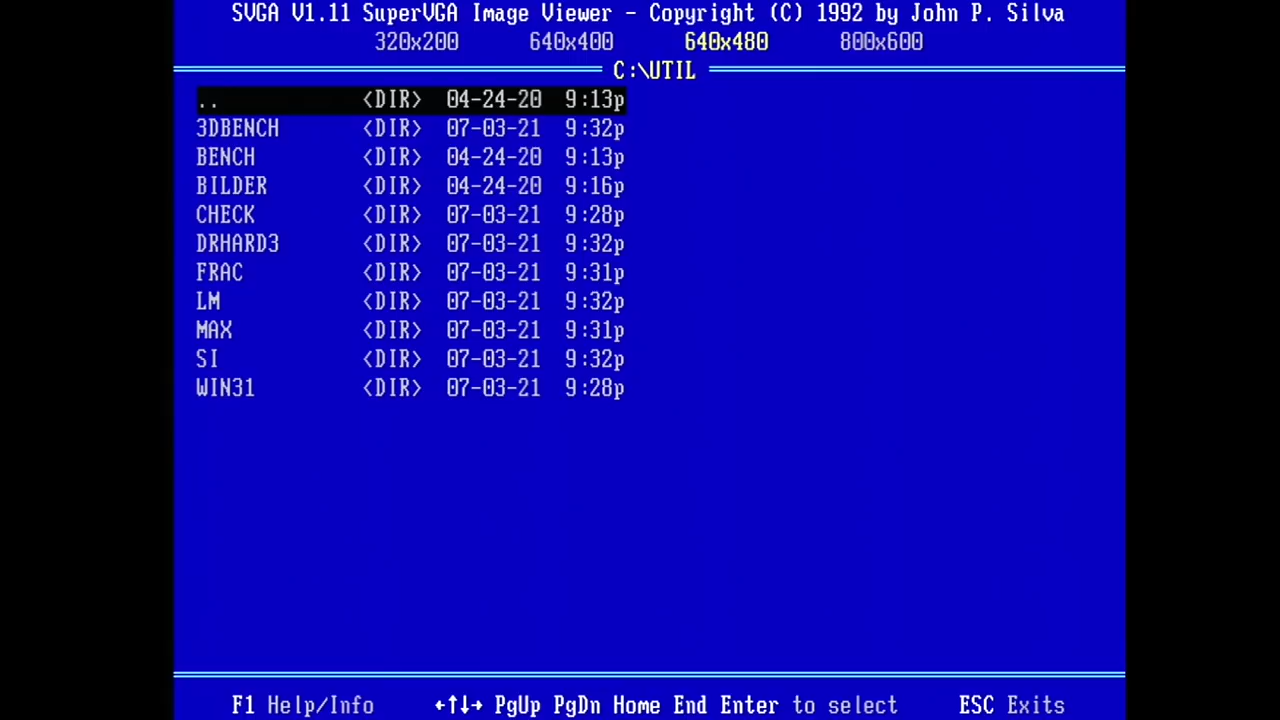 SVGA V1.11 SuperVGA Image Viewer - Copyright (C) 1992 by John P. Silva
320x200 640x400 640x480 800x600
C:\UTIL
.. <DIR> 04-24-20 9:13p
3DBENCH <DIR> 07-03-21 9:32p
BENCH <DIR> 04-24-20 9:13p
BILDER <DIR> 04-24-20 9:16p
CHECK <DIR> 07-03-21 9:28p
DRHARD3 <DIR> 07-03-21 9:32p
FRAC <DIR> 07-03-21 9:31p
LM <DIR> 07-03-21 9:32p
MAX <DIR> 07-03-21 9:31p
SI <DIR> 07-03-21 9:32p
WIN31 <DIR> 07-03-21 9:28p
F1 Help/Info ←↑↓→ PgUp PgDn Home End Enter to select ESC Exits